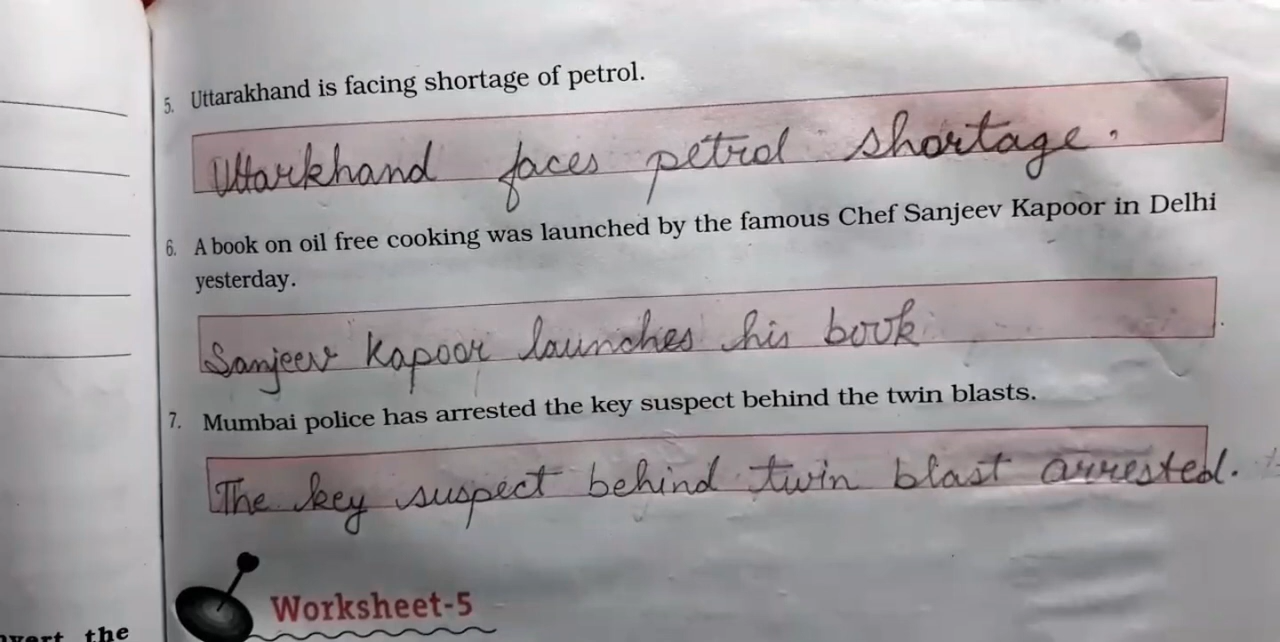 5. Uttarakhand is facing shortage of petrol.
Uttarkhand faces petrol shortage.
6. A book on oil free cooking was launched by the famous Chef Sanjeev Kapoor in Delhi
yesterday.
Sanjeev Kapoor launches his book
7. Mumbai police has arrested the key suspect behind the twin blasts.
The key suspect behind twin blast arrested.
Worksheet-5
the